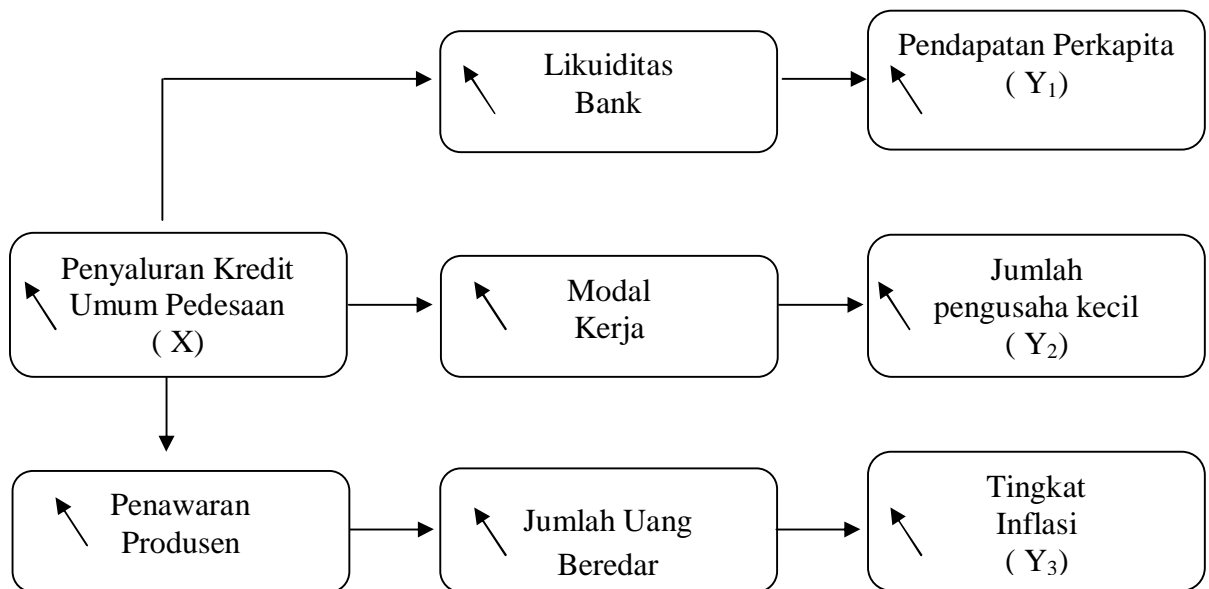 Likuiditas
Bank
Pendapatan Perkapita
( Y₁)
Penyaluran Kredit
Umum Pedesaan
( X)
Modal
Kerja
Jumlah
pengusaha kecil
( Y₂)
Penawaran
Produsen
Jumlah Uang
Beredar
Tingkat
Inflasi
( Y₃)